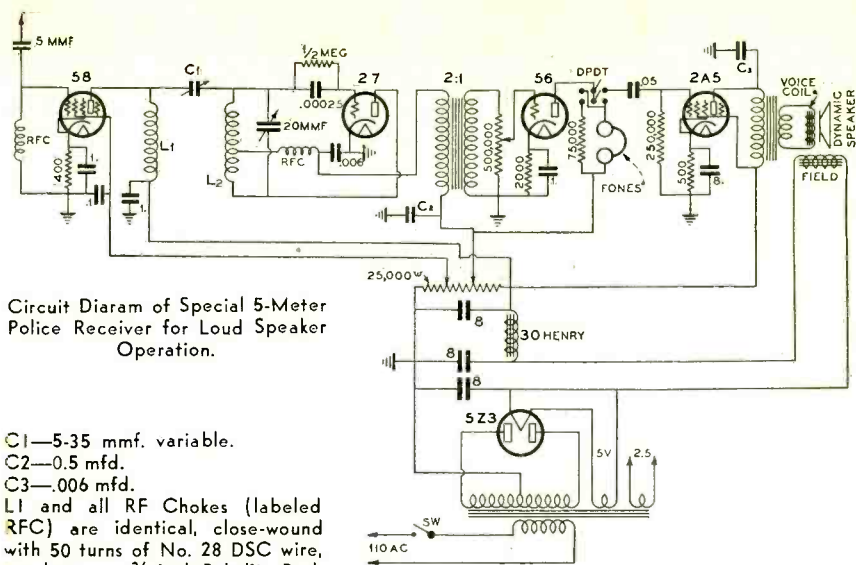 5 MMF
58
C1
1/2 MEG
.00025
27
2:1
56
DPDT
.05
2A5
C3
VOICE COIL
DYNAMIC SPEAKER
RFC
L1
20MMF
RFC
.006
L2
500,000
2000
1.
75,000
FONES
250,000
500
8.
FIELD
400
1.
.1
1.
C2
25,000 ω
8
30 HENRY
8
8
5Z3
5V
2.5
SW
110 AC
Circuit Diaram of Special 5-Meter
Police Receiver for Loud Speaker
Operation.
C1—5-35 mmf. variable.
C2—0.5 mfd.
C3—.006 mfd.
L1 and all RF Chokes (labeled
RFC) are identical, close-wound
with 50 turns of No. 28 DSC wire,